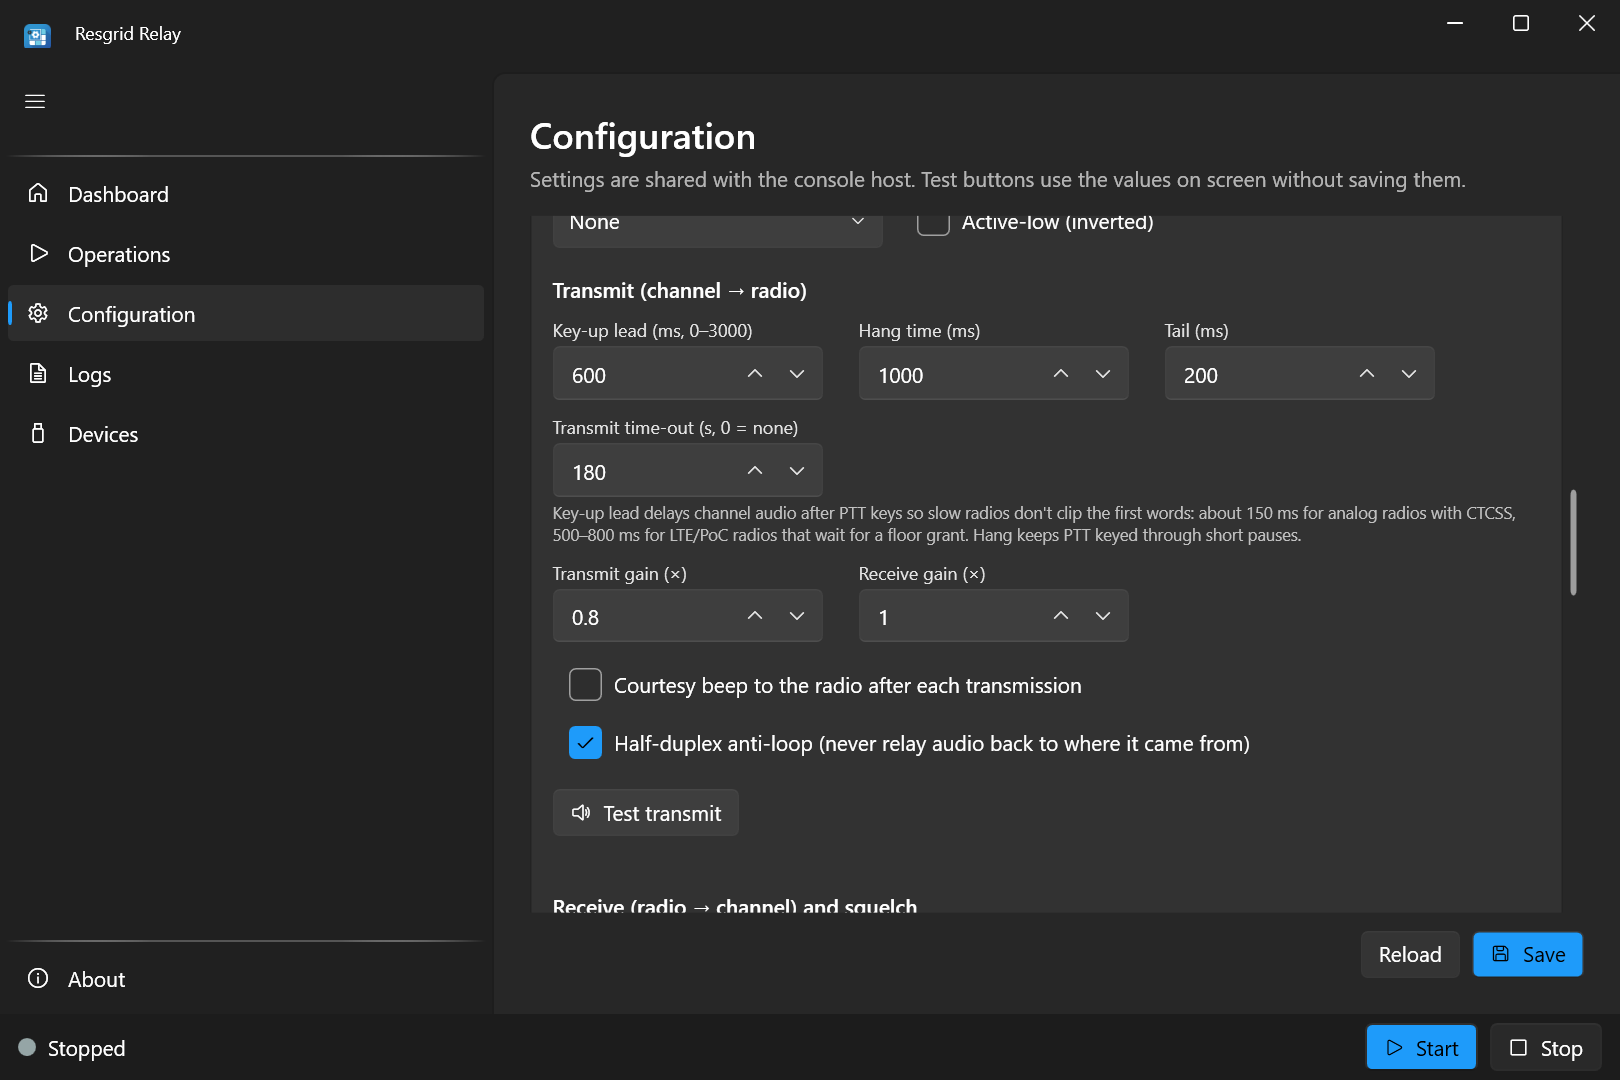 Resgrid Relay
Dashboard
Operations
Configuration
Logs
Devices
About
Configuration
Settings are shared with the console host. Test buttons use the values on screen without saving them.
None
Active-low (inverted)
Transmit (channel → radio)
Key-up lead (ms, 0–3000)
Hang time (ms)
Tail (ms)
600
1000
200
Transmit time-out (s, 0 = none)
180
Key-up lead delays channel audio after PTT keys so slow radios don't clip the first words: about 150 ms for analog radios with CTCSS,
500–800 ms for LTE/PoC radios that wait for a floor grant. Hang keeps PTT keyed through short pauses.
Transmit gain (×)
Receive gain (×)
0.8
1
Courtesy beep to the radio after each transmission
Half-duplex anti-loop (never relay audio back to where it came from)
Test transmit
Receive (radio → channel) and squelch
Reload
Save
Stopped
Start
Stop